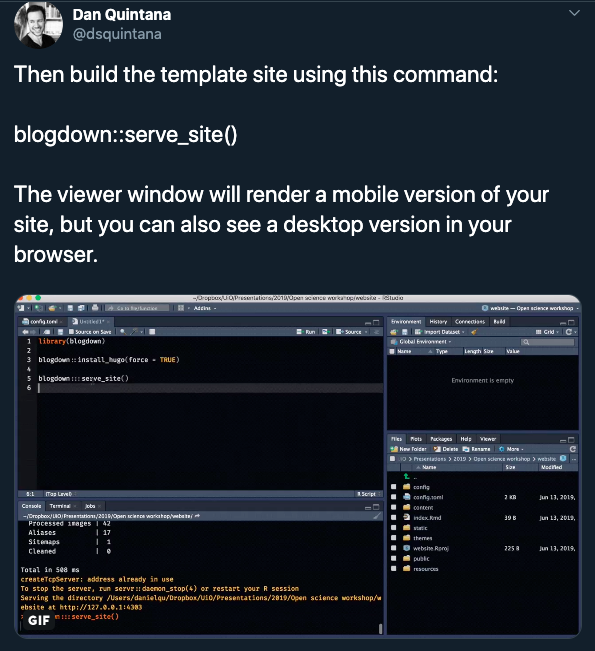 Dan Quintana
@dsquintana
Then build the template site using this command:
blogdown::serve_site()
The viewer window will render a mobile version of your
site, but you can also see a desktop version in your
browser.
~/Dropbox/UiO/Presentations/2019/Open science workshop/website - RStudio
Go to file/function
Addins
website — Open science workshop
config.toml
Untitled1*
Source on Save
Run
Source
1 library(blogdown)
2
3 blogdown::install_hugo(force = TRUE)
4
5 blogdown:::serve_site()
6
6:1 (Top Level) R Script
Console Terminal Jobs
~/Dropbox/UiO/Presentations/2019/Open science workshop/website/
Processed images | 42
Aliases | 17
Sitemaps | 1
Cleaned | 0
Total in 508 ms
createTcpServer: address already in use
To stop the server, run servr::daemon_stop(4) or restart your R session
Serving the directory /Users/danielqu/Dropbox/UiO/Presentations/2019/Open science workshop/w
ebsite at http://127.0.0.1:4303
n:::serve_site()
GIF
Environment History Connections Build
Import Dataset
Grid
Global Environment
Name Type Length Size Value
Environment is empty
Files Plots Packages Help Viewer
New Folder Delete Rename More
Presentations > 2019 > Open science workshop > website
Name Size Modified
..
config
config.toml 2 KB Jun 13, 2019,
content
index.Rmd 39 B Jun 13, 2019,
static
themes
website.Rproj 225 B Jun 13, 2019,
public
resources